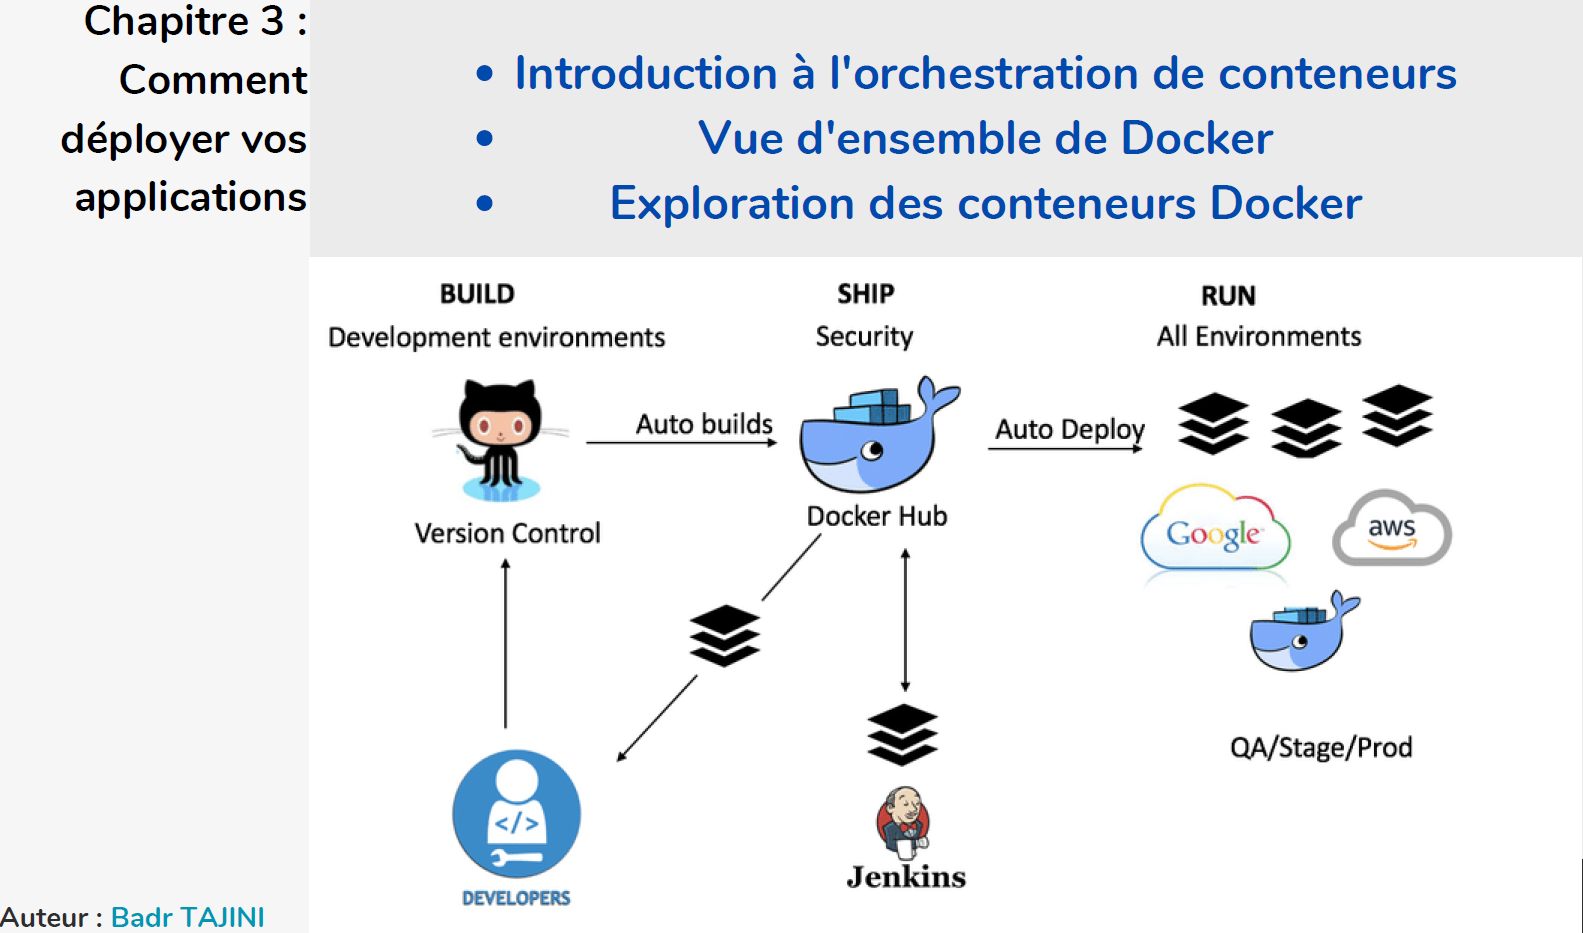 Chapitre 3 :
Comment
déployer vos
applications
• Introduction à l'orchestration de conteneurs
• Vue d'ensemble de Docker
• Exploration des conteneurs Docker
BUILD
Development environments
SHIP
Security
RUN
All Environments
Auto builds
Auto Deploy
Version Control
Docker Hub
Google
aws
QA/Stage/Prod
</>
DEVELOPERS
Jenkins
Auteur : Badr TAJINI